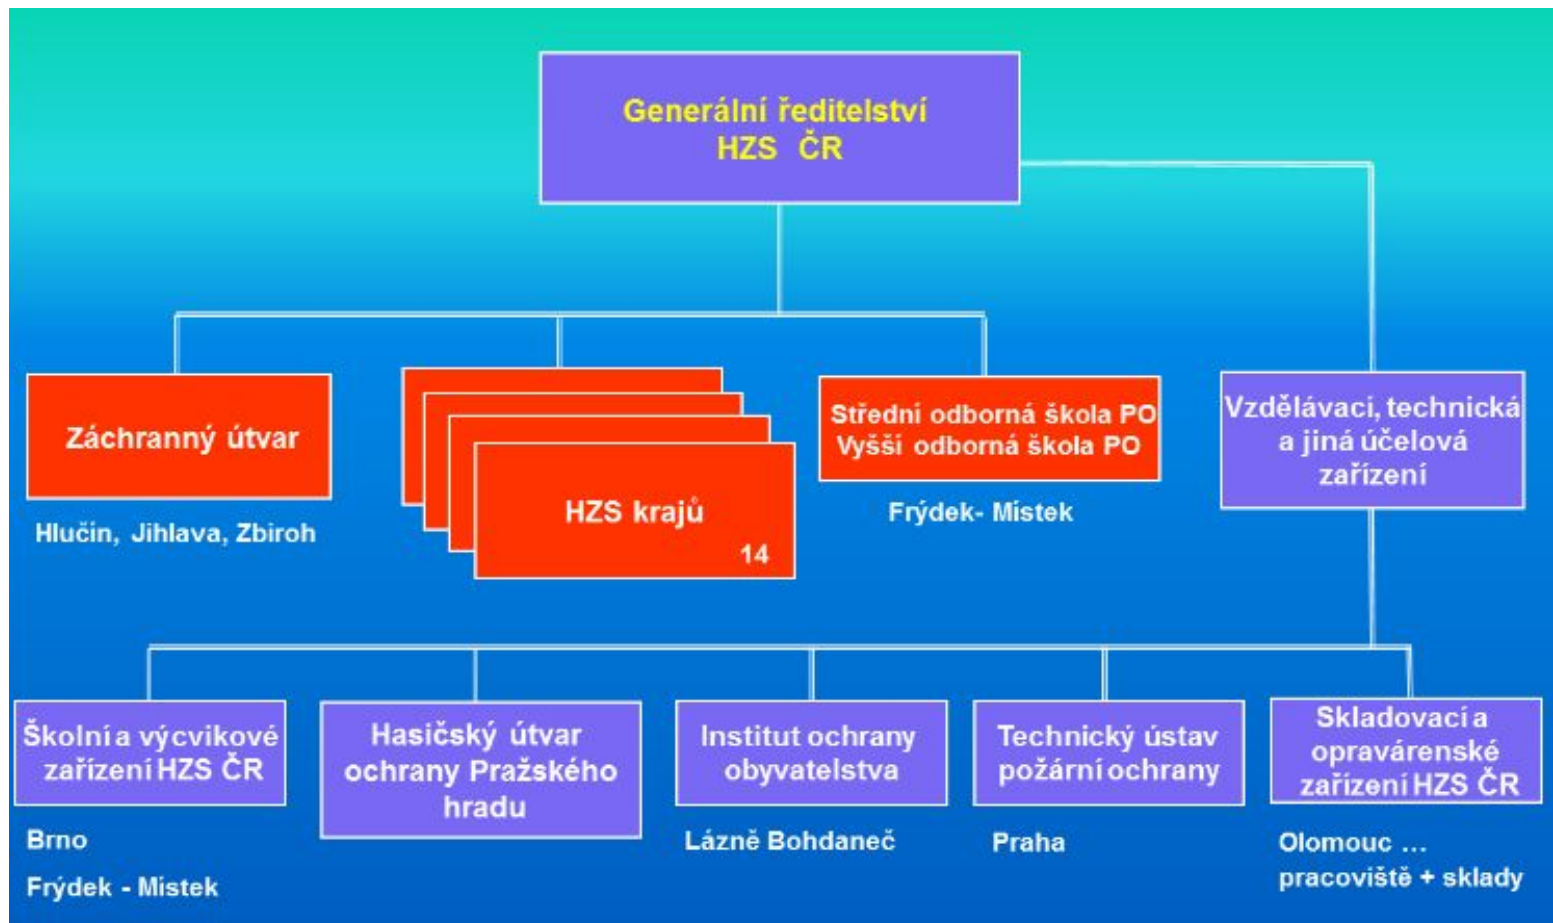 Generální ředitelství
HZS ČR
Záchranný útvar
Hlučín, Jihlava, Zbiroh
HZS krajů
14
Střední odborná škola PO
Vyšší odborná škola PO
Frýdek- Místek
Vzdělávací, technická
a jiná účelová
zařízení
Školní a výcvikové
zařízení HZS ČR
Brno
Frýdek - Místek
Hasičský útvar
ochrany Pražského
hradu
Institut ochrany
obyvatelstva
Lázně Bohdaneč
Technický ústav
požární ochrany
Praha
Skladovací a
opravárenské
zařízení HZS ČR
Olomouc ...
pracoviště + sklady